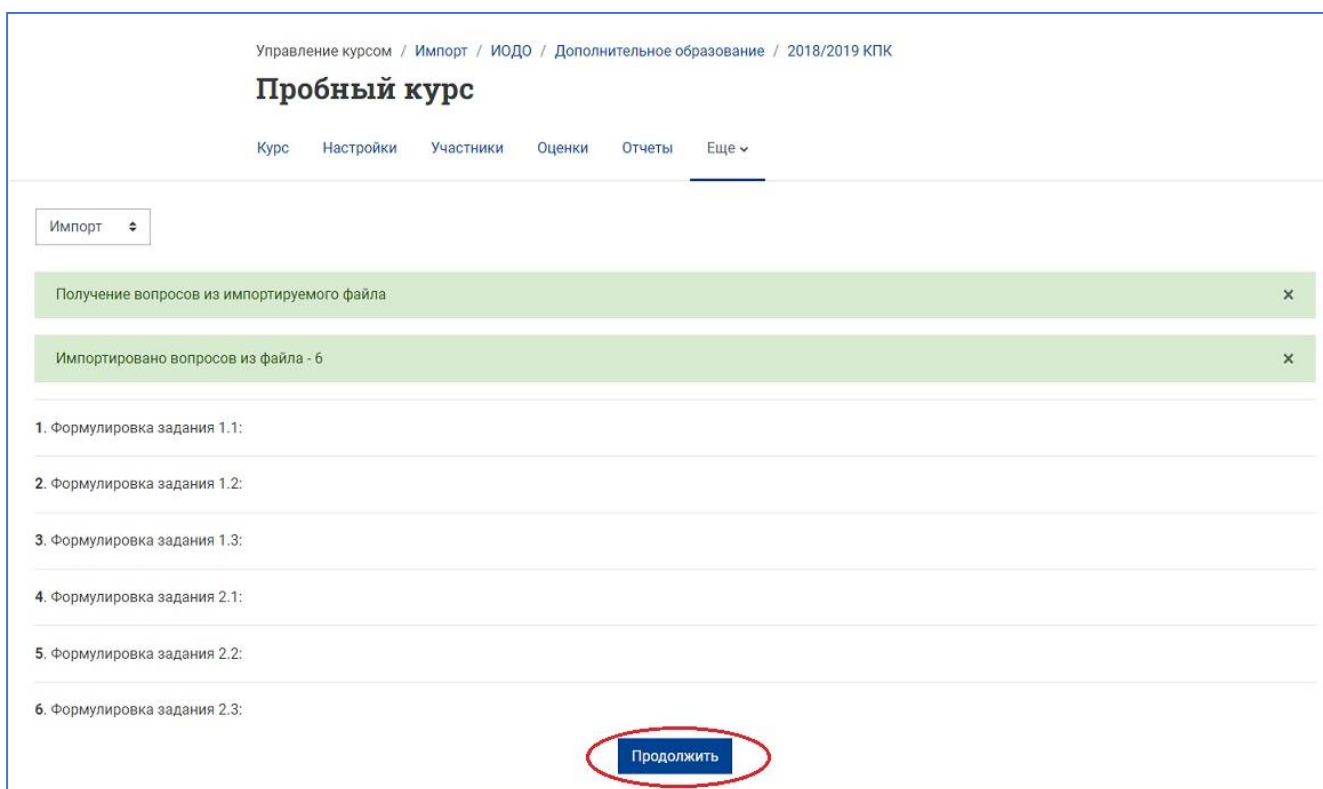 Управление курсом / Импорт / ИОДО / Дополнительное образование / 2018/2019 КПК
Пробный курс
Курс Настройки Участники Оценки Отчеты Еще
Импорт
Получение вопросов из импортируемого файла ×
Импортировано вопросов из файла - 6 ×
1. Формулировка задания 1.1:
2. Формулировка задания 1.2:
3. Формулировка задания 1.3:
4. Формулировка задания 2.1:
5. Формулировка задания 2.2:
6. Формулировка задания 2.3:
Продолжить